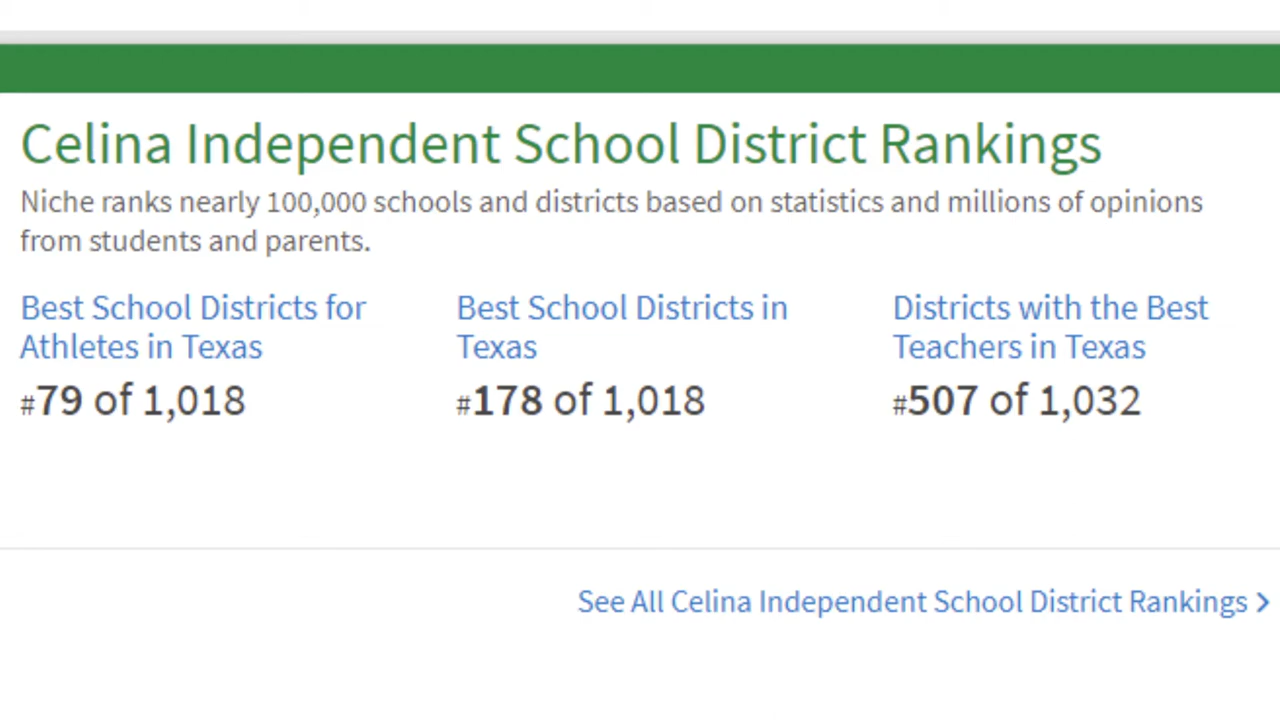 Celina Independent School District Rankings
Niche ranks nearly 100,000 schools and districts based on statistics and millions of opinions
from students and parents.
Best School Districts for
Athletes in Texas
#79 of 1,018
Best School Districts in
Texas
#178 of 1,018
Districts with the Best
Teachers in Texas
#507 of 1,032
See All Celina Independent School District Rankings >